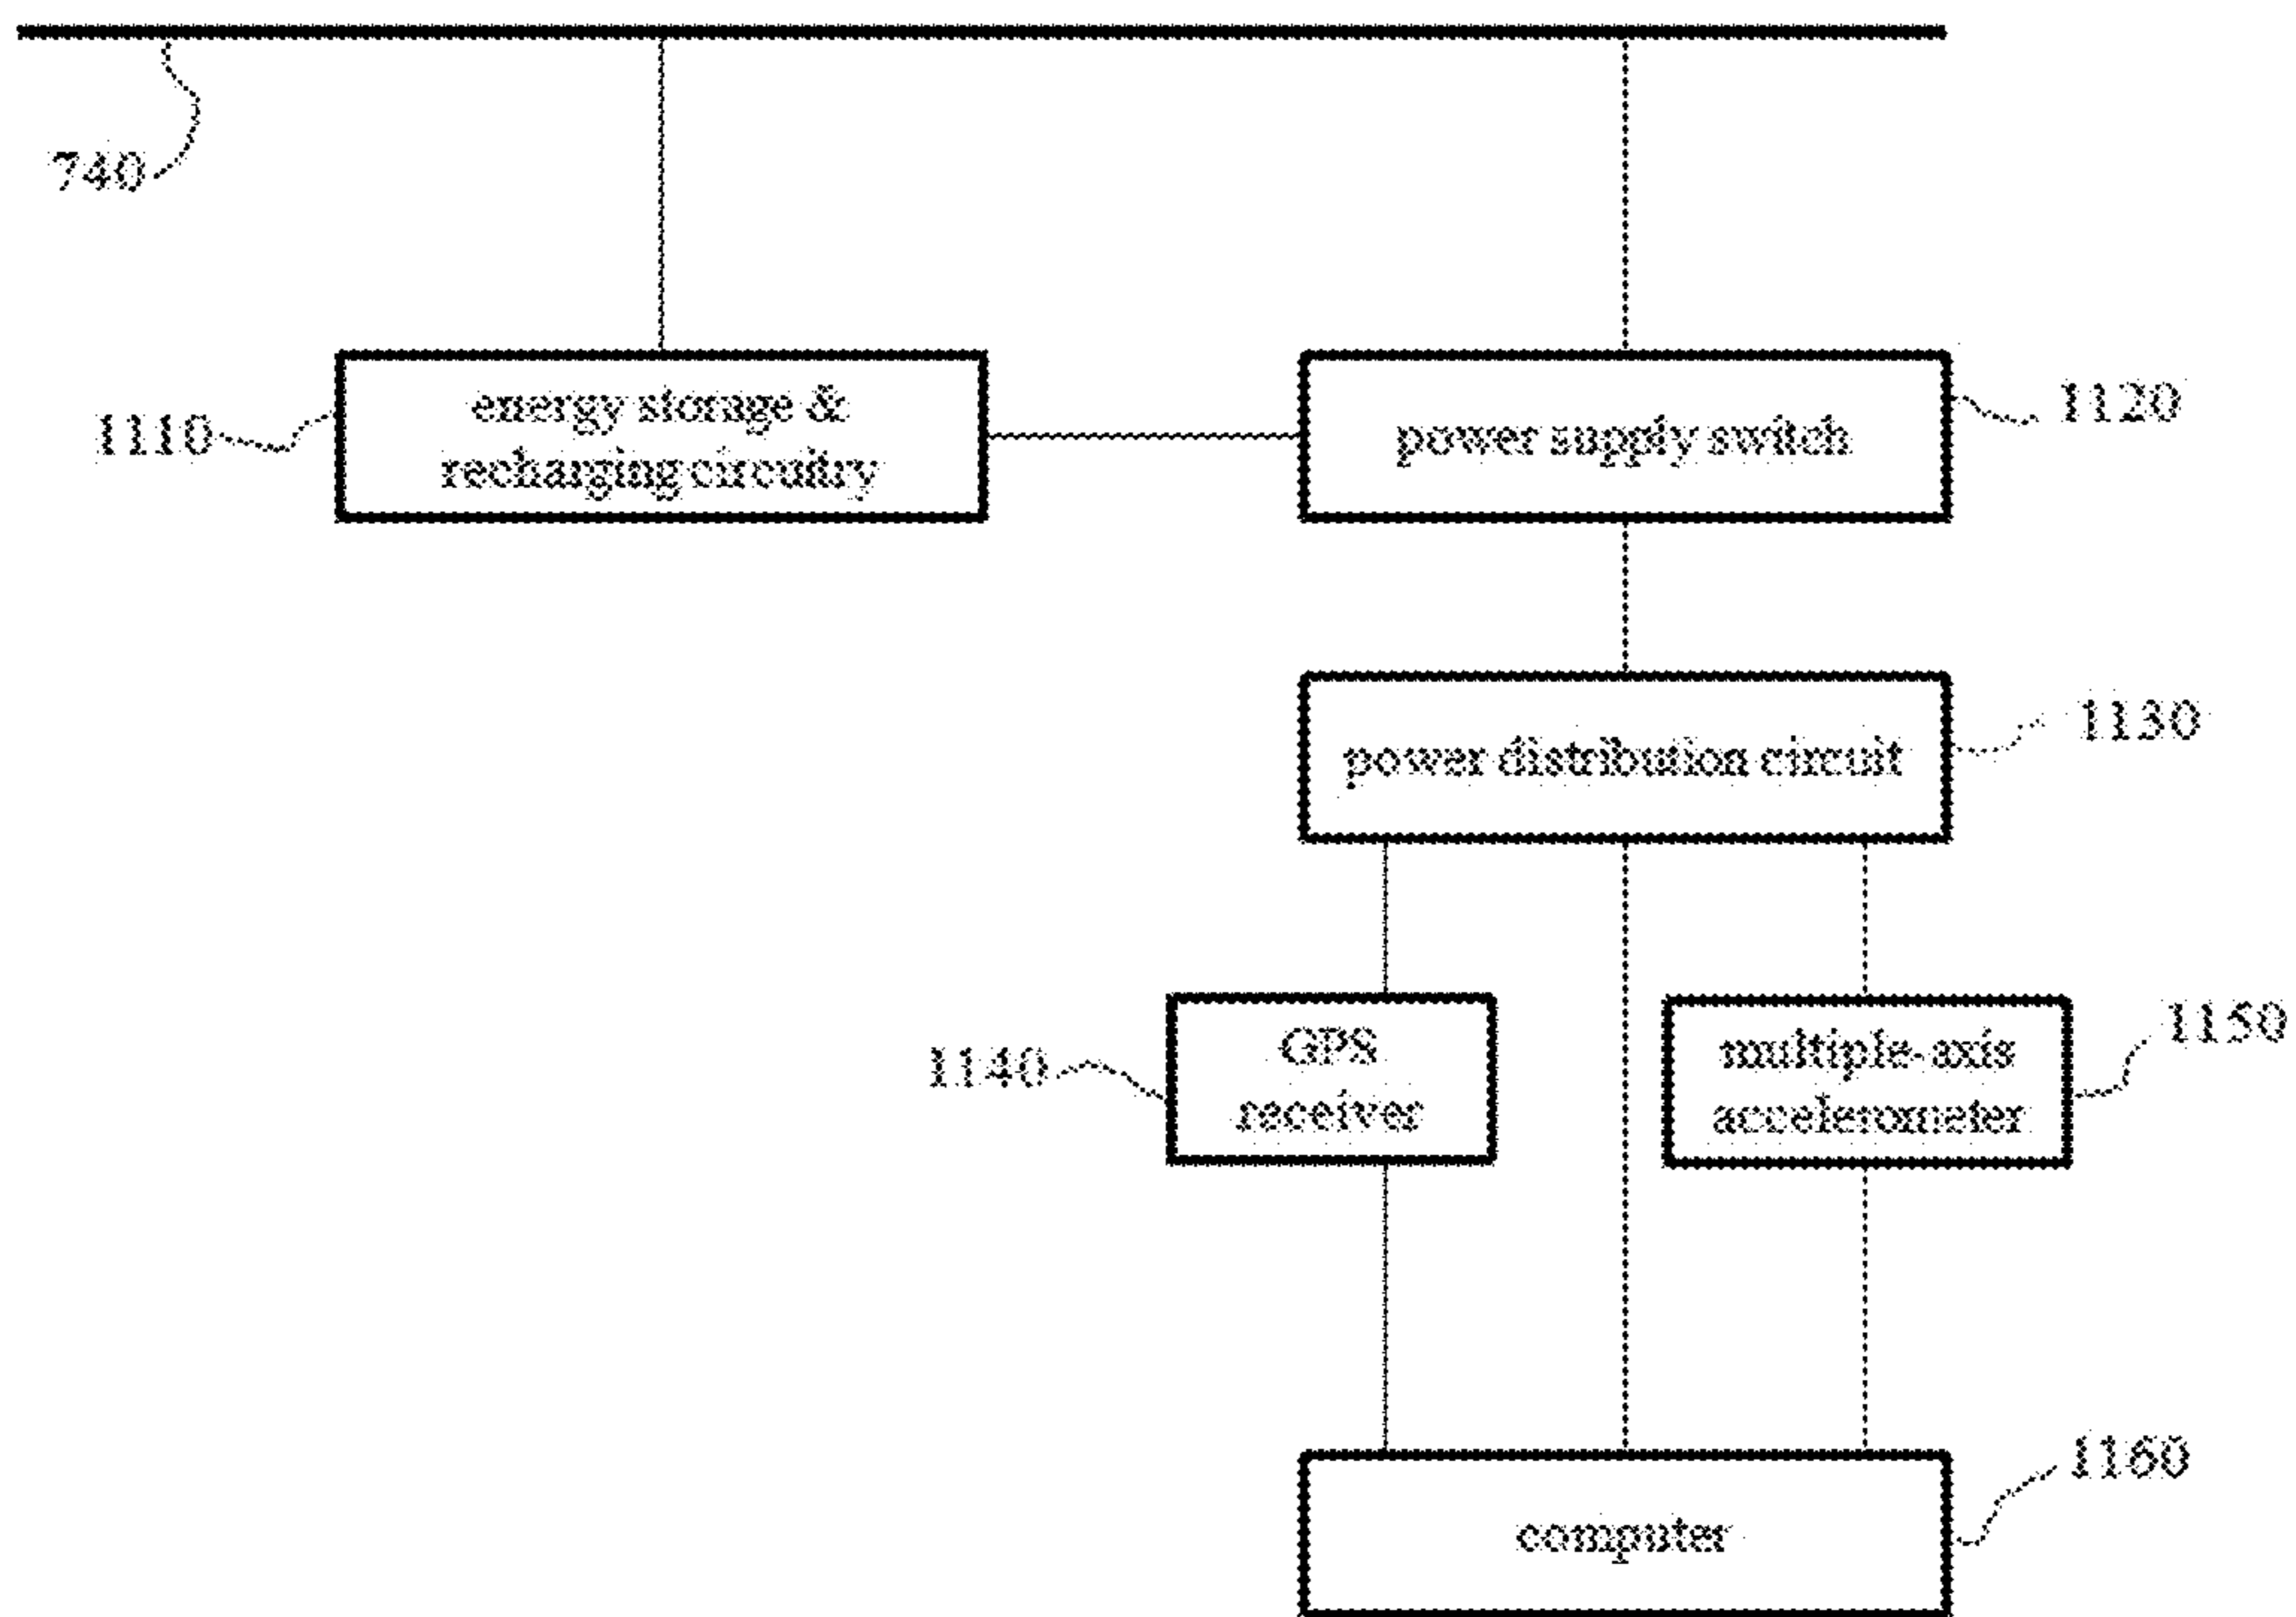 740
energy storage &
recharging circuitry
1110
power supply switch
1120
power distribution circuit
1130
GPS
receiver
1140
multiple-axis
accelerometer
1150
computer
1160